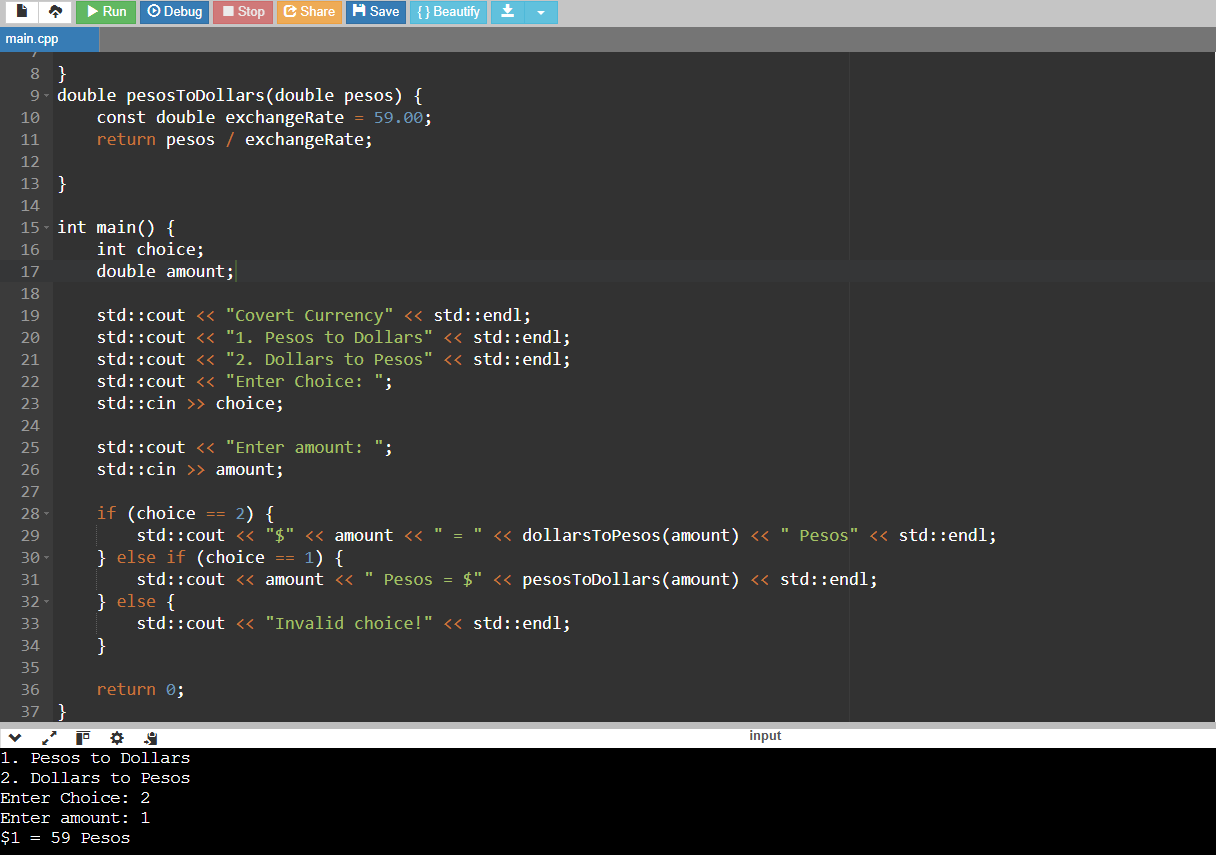 Run Debug Stop Share Save { } Beautify
main.cpp
7
8 }
9 double pesosToDollars(double pesos) {
10 const double exchangeRate = 59.00;
11 return pesos / exchangeRate;
12
13 }
14
15 int main() {
16 int choice;
17 double amount;
18
19 std::cout << "Covert Currency" << std::endl;
20 std::cout << "1. Pesos to Dollars" << std::endl;
21 std::cout << "2. Dollars to Pesos" << std::endl;
22 std::cout << "Enter Choice: ";
23 std::cin >> choice;
24
25 std::cout << "Enter amount: ";
26 std::cin >> amount;
27
28 if (choice == 2) {
29 std::cout << "$" << amount << " = " << dollarsToPesos(amount) << " Pesos" << std::endl;
30 } else if (choice == 1) {
31 std::cout << amount << " Pesos = $" << pesosToDollars(amount) << std::endl;
32 } else {
33 std::cout << "Invalid choice!" << std::endl;
34 }
35
36 return 0;
37 }
input
1. Pesos to Dollars
2. Dollars to Pesos
Enter Choice: 2
Enter amount: 1
$1 = 59 Pesos